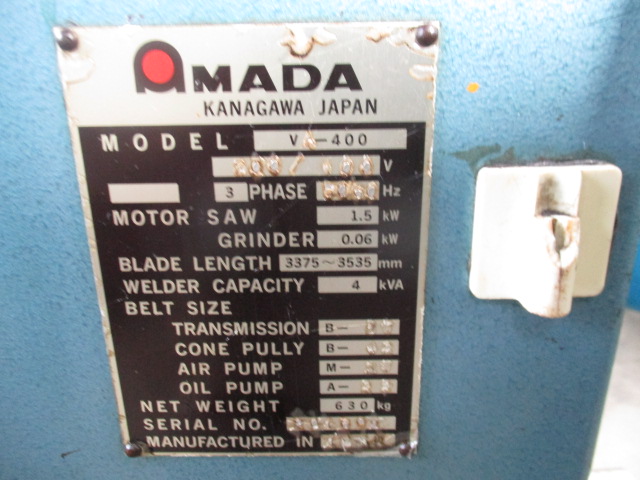 AMADA
KANAGAWA JAPAN
MODEL VA-400
V
3 PHASE Hz
MOTOR SAW 1.5 kW
GRINDER 0.06 kW
BLADE LENGTH 3375~3535 mm
WELDER CAPACITY 4 kVA
BELT SIZE
TRANSMISSION B-
CONE PULLY B-
AIR PUMP M-
OIL PUMP A-
NET WEIGHT 630 kg
SERIAL NO.
MANUFACTURED IN